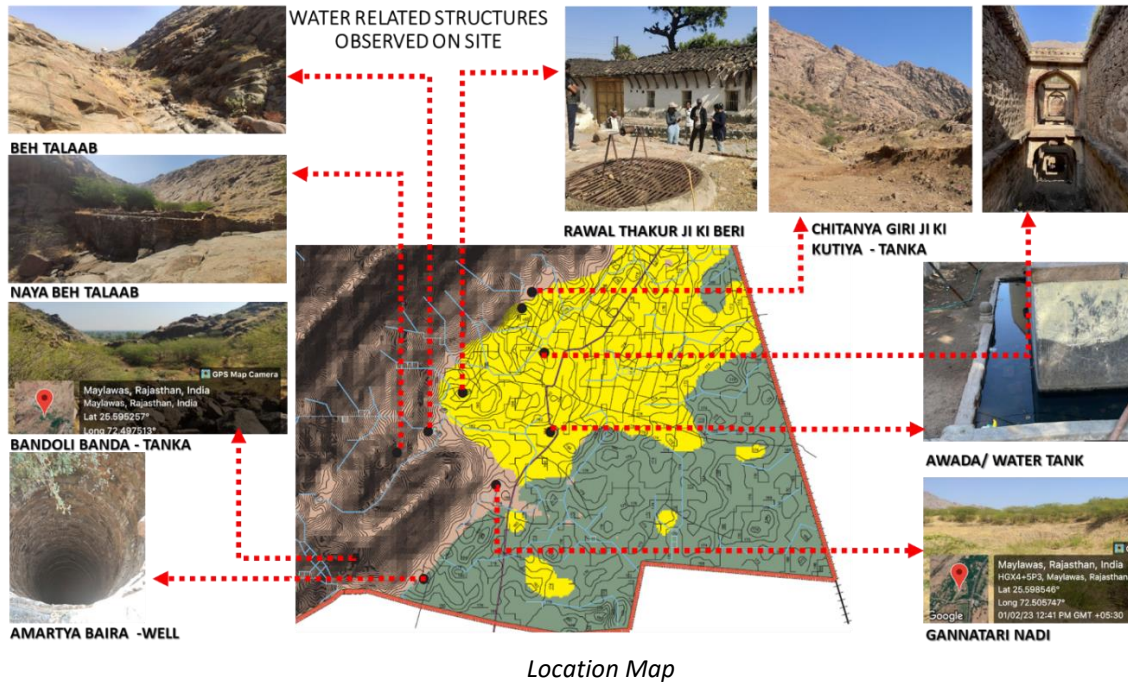 WATER RELATED STRUCTURES
OBSERVED ON SITE
BEH TALAAB
NAYA BEH TALAAB
GPS Map Camera
Maylawas, Rajasthan, India
Maylawas, Rajasthan, India
Lat 25.595257°
Long 72.497513°
BANDOLI BANDA - TANKA
AMARTYA BAIRA -WELL
RAWAL THAKUR JI KI BERI
CHITANYA GIRI JI KI
KUTIYA - TANKA
AWADA/ WATER TANK
Google
Maylawas, Rajasthan, India
HGX4+5P3, Maylawas, Rajasthan
Lat 25.598546°
Long 72.505747°
01/02/23 12:41 PM GMT +05:30
GANNATARI NADI
Location Map